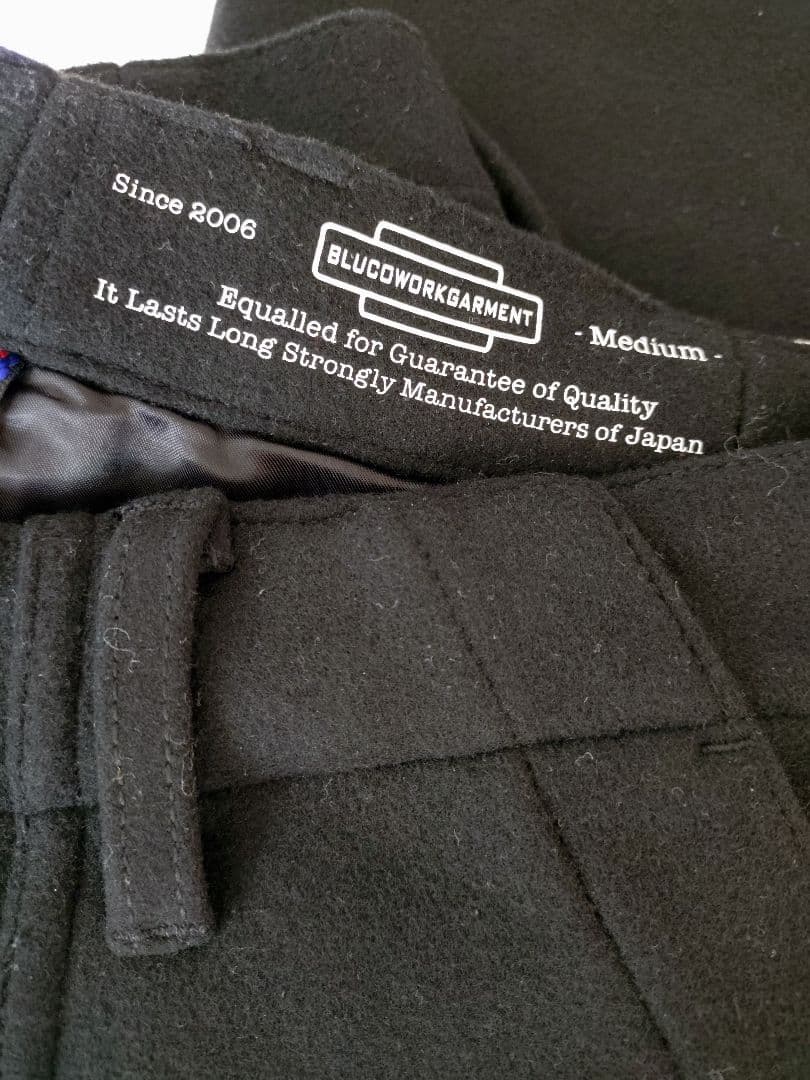 Since 2006
BLUCOWORKGARMENT
- Medium -
Equalled for Guarantee of Quality
It Lasts Long Strongly Manufacturers of Japan